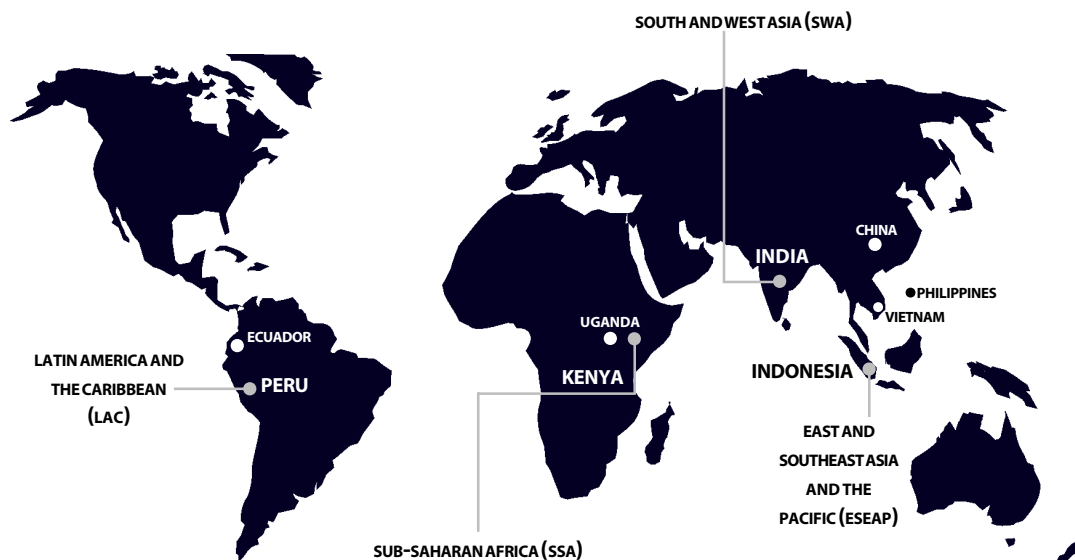 SOUTH AND WEST ASIA (SWA)
CHINA
INDIA
PHILIPPINES
VIETNAM
UGANDA
ECUADOR
LATIN AMERICA AND
THE CARIBBEAN
(LAC)
PERU
KENYA
INDONESIA
EAST AND
SOUTHEAST ASIA
AND THE
PACIFIC (ESEAP)
SUB-SAHARAN AFRICA (SSA)